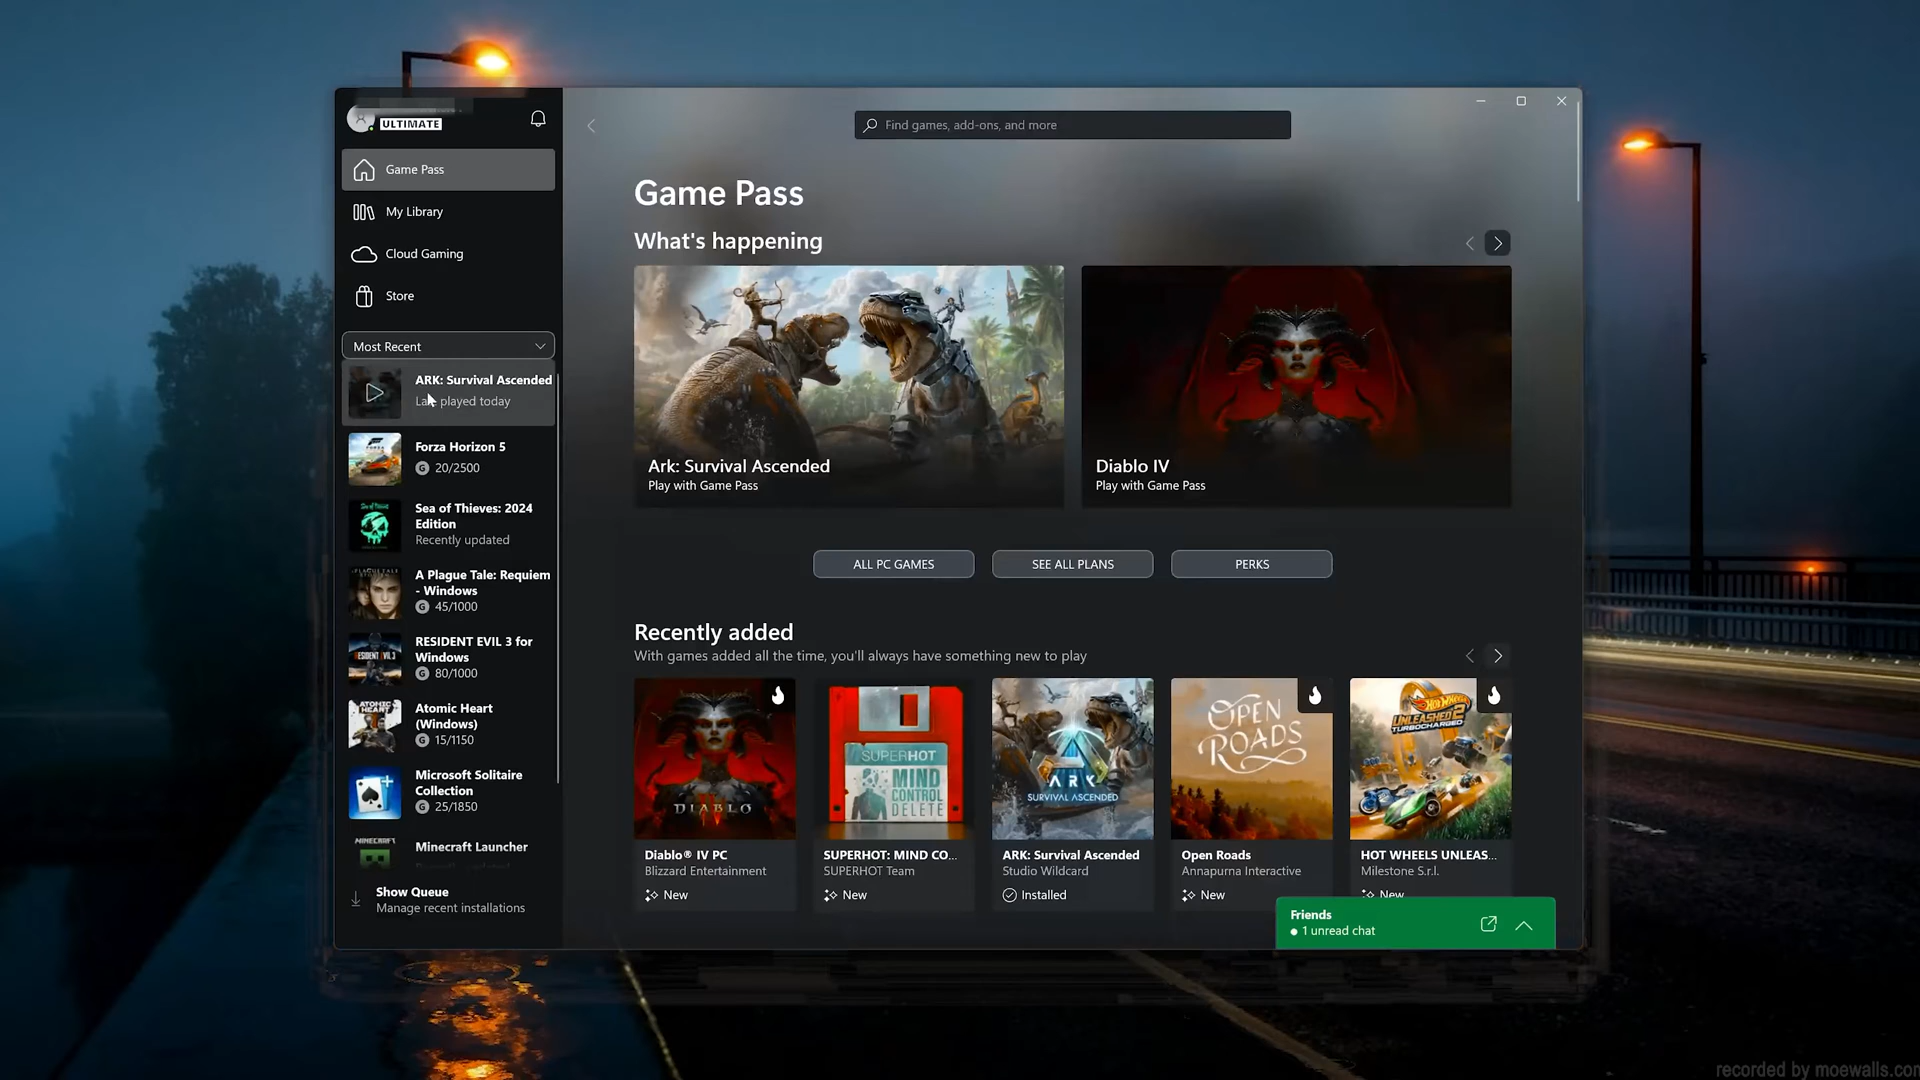 ULTIMATE
Game Pass
My Library
Cloud Gaming
Store
Most Recent
ARK: Survival Ascended
Last played today
Forza Horizon 5
20/2500
Sea of Thieves: 2024
Edition
Recently updated
A Plague Tale: Requiem
- Windows
45/1000
RESIDENT EVIL 3 for
Windows
80/1000
Atomic Heart
(Windows)
15/1150
Microsoft Solitaire
Collection
25/1850
MINECRAFT
Minecraft Launcher
Show Queue
Manage recent installations
Find games, add-ons, and more
Game Pass
What's happening
Ark: Survival Ascended
Play with Game Pass
Diablo IV
Play with Game Pass
ALL PC GAMES
SEE ALL PLANS
PERKS
Recently added
With games added all the time, you'll always have something new to play
DIABLO
SUPERHOT
MIND
CONTROL
DELETE
ARK
SURVIVAL ASCENDED
OPEN
ROADS
HOT WHEELS
UNLEASHED 2
TURBOCHARGED
Diablo® IV PC
Blizzard Entertainment
New
SUPERHOT: MIND CO...
SUPERHOT Team
New
ARK: Survival Ascended
Studio Wildcard
Installed
Open Roads
Annapurna Interactive
New
HOT WHEELS UNLEAS...
Milestone S.r.l.
New
Friends
1 unread chat
recorded by moewalls.com